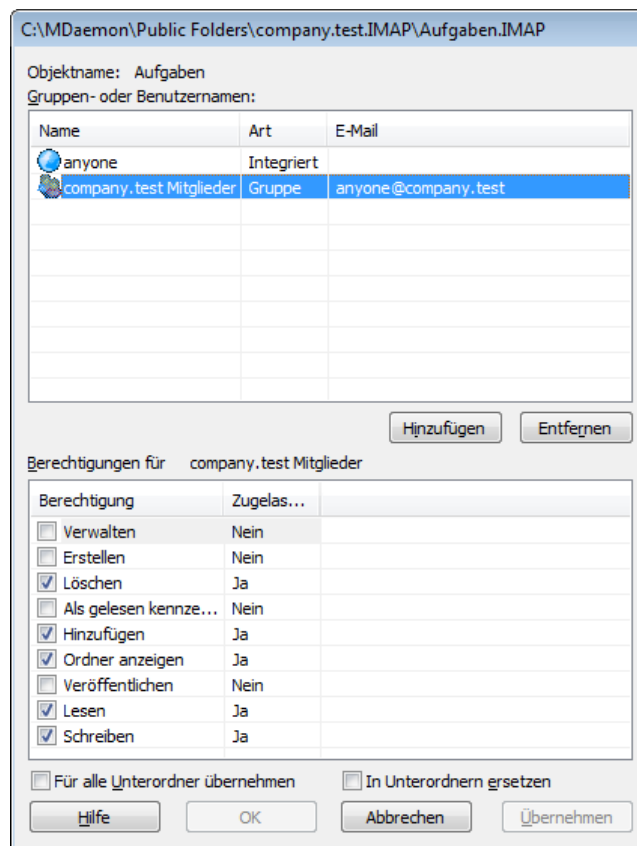 C:\MDaemon\Public Folders\company.test.IMAP\Aufgaben.IMAP
Objektname: Aufgaben
Gruppen- oder Benutzernamen:
Name Art E-Mail
anyone Integriert
company.test Mitglieder Gruppe anyone@company.test
Hinzufügen Entfernen
Berechtigungen für company.test Mitglieder
Berechtigung Zugelas...
Verwalten Nein
Erstellen Nein
Löschen Ja
Als gelesen kennze... Nein
Hinzufügen Ja
Ordner anzeigen Ja
Veröffentlichen Nein
Lesen Ja
Schreiben Ja
Für alle Unterordner übernehmen In Unterordnern ersetzen
Hilfe OK Abbrechen Übernehmen